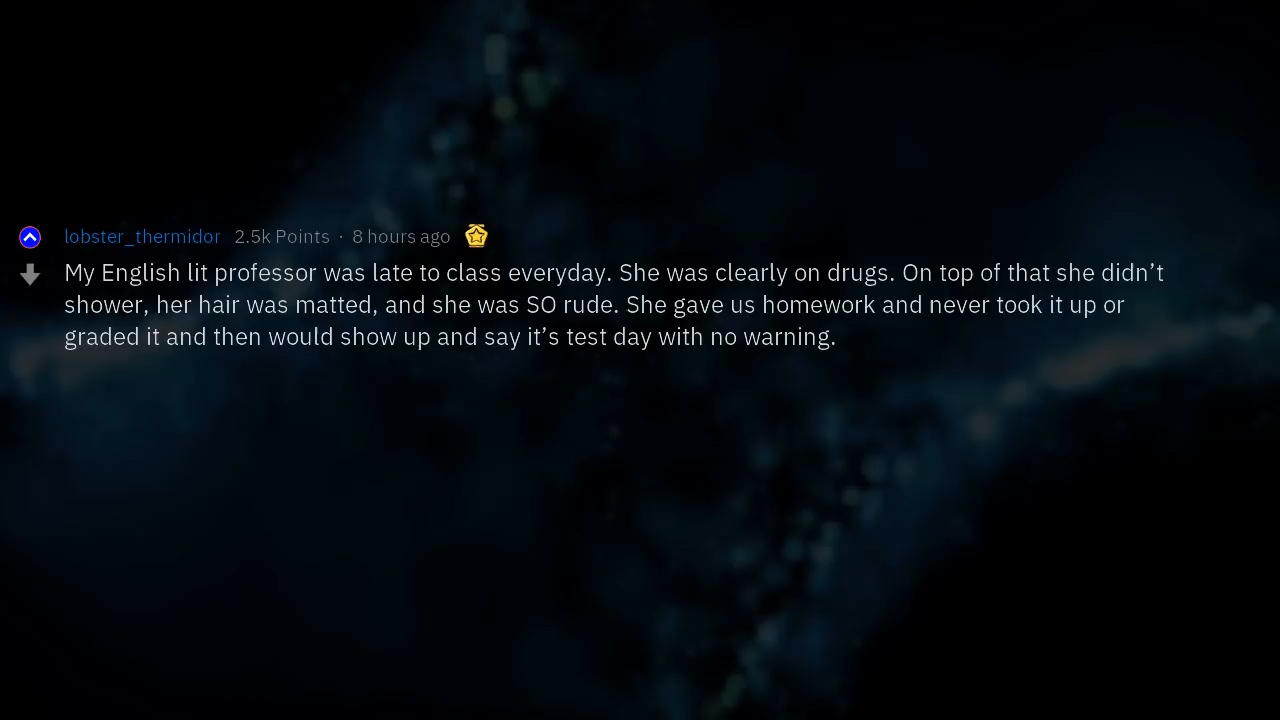 lobster_thermidor 2.5k Points · 8 hours ago
My English lit professor was late to class everyday. She was clearly on drugs. On top of that she didn’t
shower, her hair was matted, and she was SO rude. She gave us homework and never took it up or
graded it and then would show up and say it’s test day with no warning.